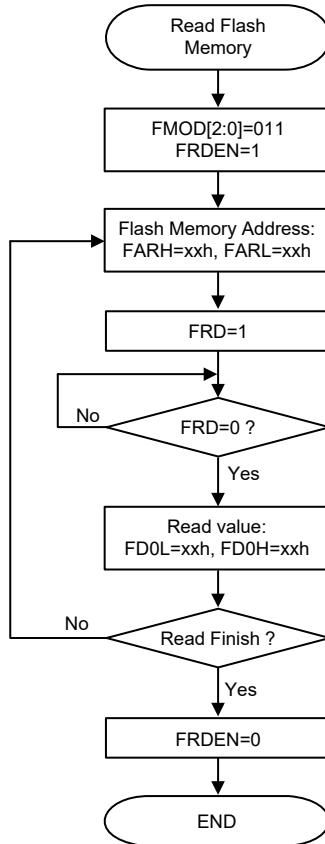 Read Flash
Memory
FMOD[2:0]=011
FRDEN=1
Flash Memory Address:
FARH=xxh, FARL=xxh
FRD=1
No
FRD=0 ?
Yes
Read value:
FD0L=xxh, FD0H=xxh
No
Read Finish ?
Yes
FRDEN=0
END